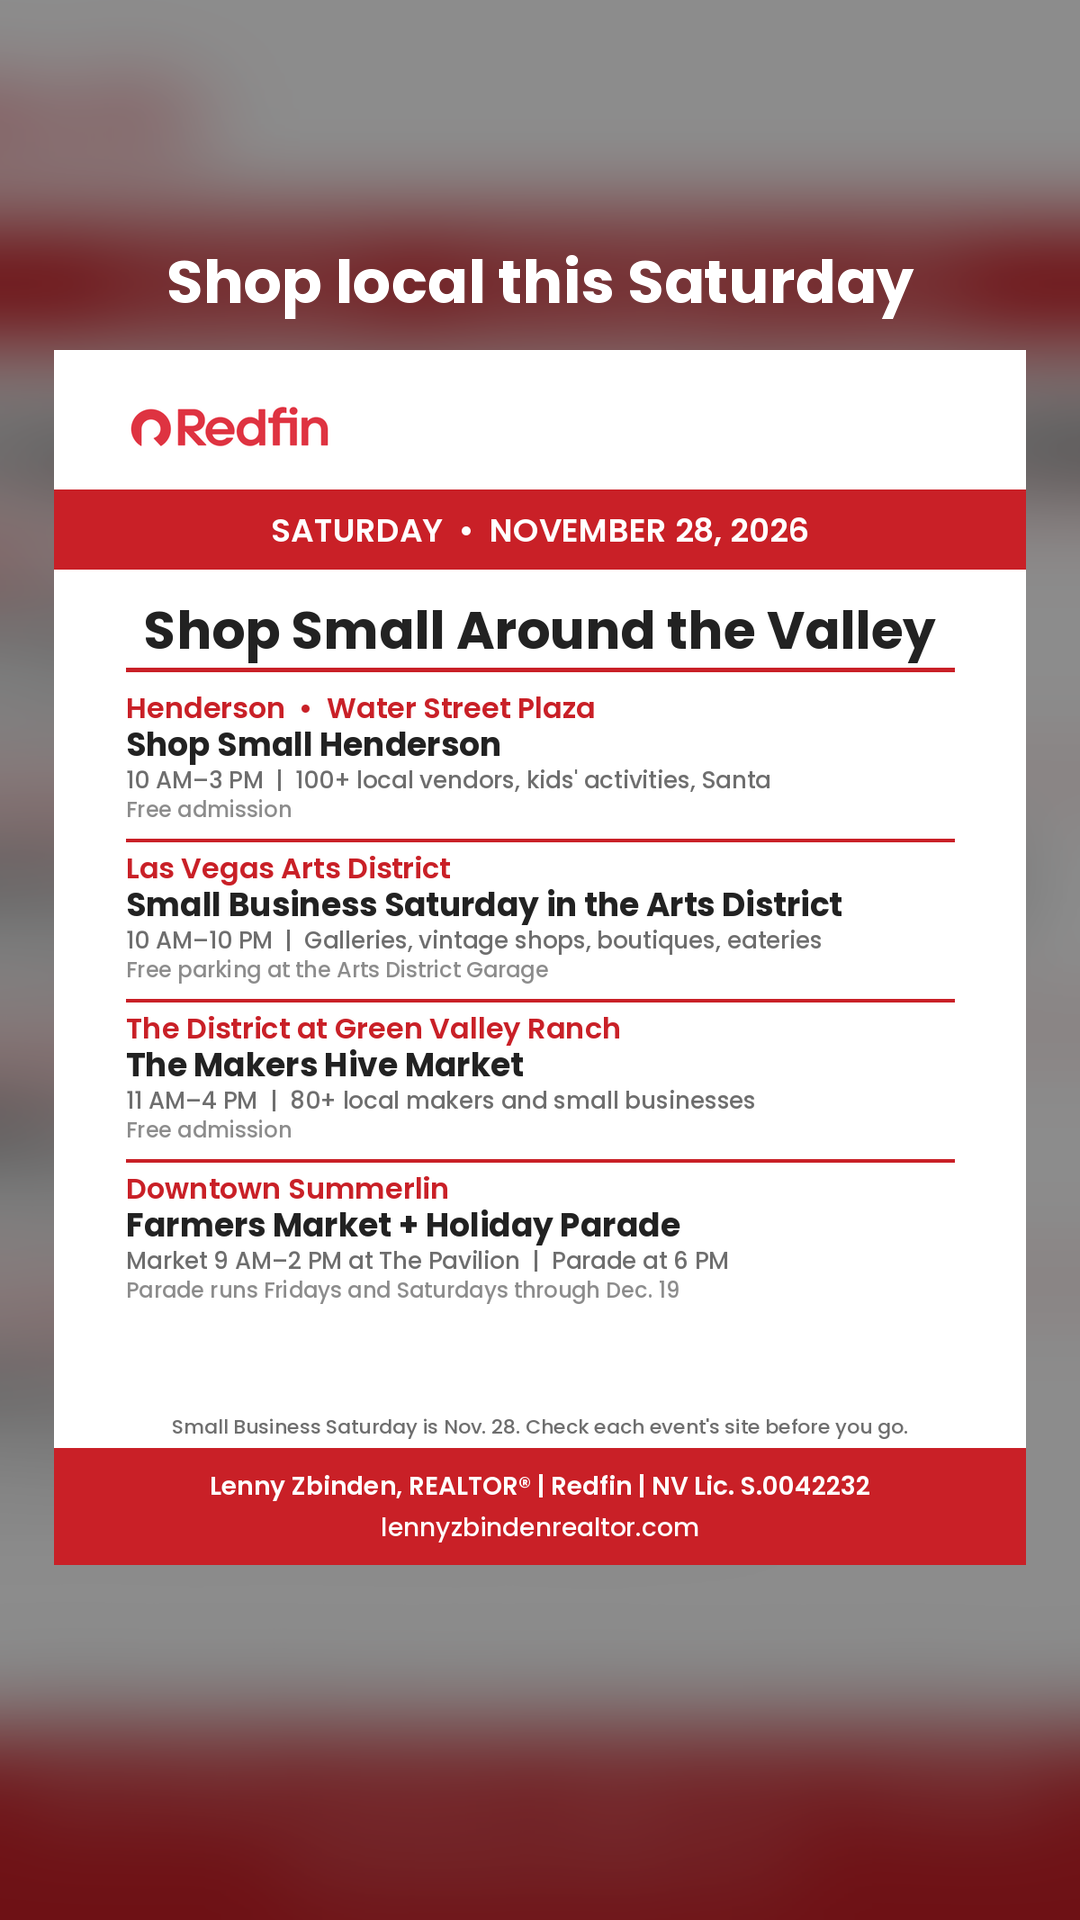 Shop local this Saturday
Redfin
SATURDAY • NOVEMBER 28, 2026
Shop Small Around the Valley
Henderson • Water Street Plaza
Shop Small Henderson
10 AM–3 PM | 100+ local vendors, kids' activities, Santa
Free admission
Las Vegas Arts District
Small Business Saturday in the Arts District
10 AM–10 PM | Galleries, vintage shops, boutiques, eateries
Free parking at the Arts District Garage
The District at Green Valley Ranch
The Makers Hive Market
11 AM–4 PM | 80+ local makers and small businesses
Free admission
Downtown Summerlin
Farmers Market + Holiday Parade
Market 9 AM–2 PM at The Pavilion | Parade at 6 PM
Parade runs Fridays and Saturdays through Dec. 19
Small Business Saturday is Nov. 28. Check each event's site before you go.
Lenny Zbinden, REALTOR® | Redfin | NV Lic. S.0042232
lennyzbindenrealtor.com